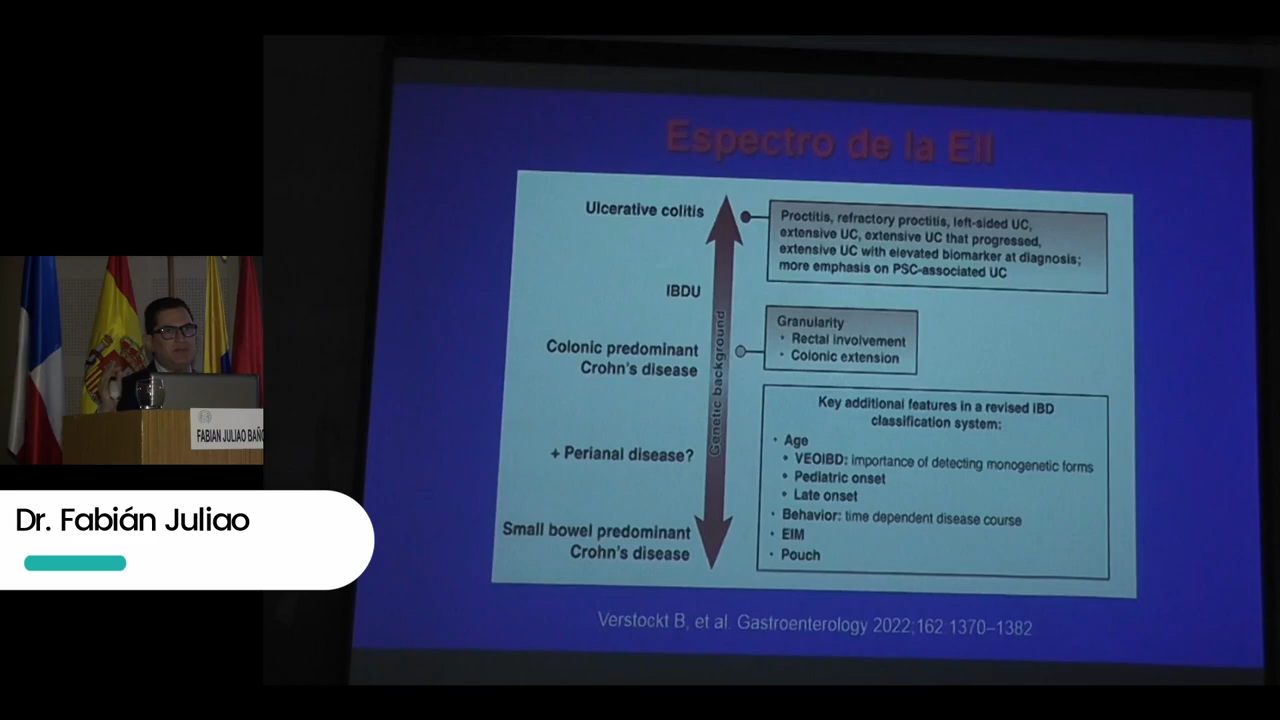 Espectro de la EII
Ulcerative colitis
IBDU
Colonic predominant
Crohn's disease
+ Perianal disease?
Small bowel predominant
Crohn's disease
Genetic background
Proctitis, refractory proctitis, left-sided UC,
extensive UC, extensive UC that progressed,
extensive UC with elevated biomarker at diagnosis;
more emphasis on PSC-associated UC
Granularity
• Rectal involvement
• Colonic extension
Key additional features in a revised IBD
classification system:
• Age
• VEOIBD: importance of detecting monogenetic forms
• Pediatric onset
• Late onset
• Behavior: time dependent disease course
• EIM
• Pouch
Verstockt B, et al. Gastroenterology 2022;162:1370–1382
FABIAN JULIAO BAÑO
Dr. Fabián Juliao